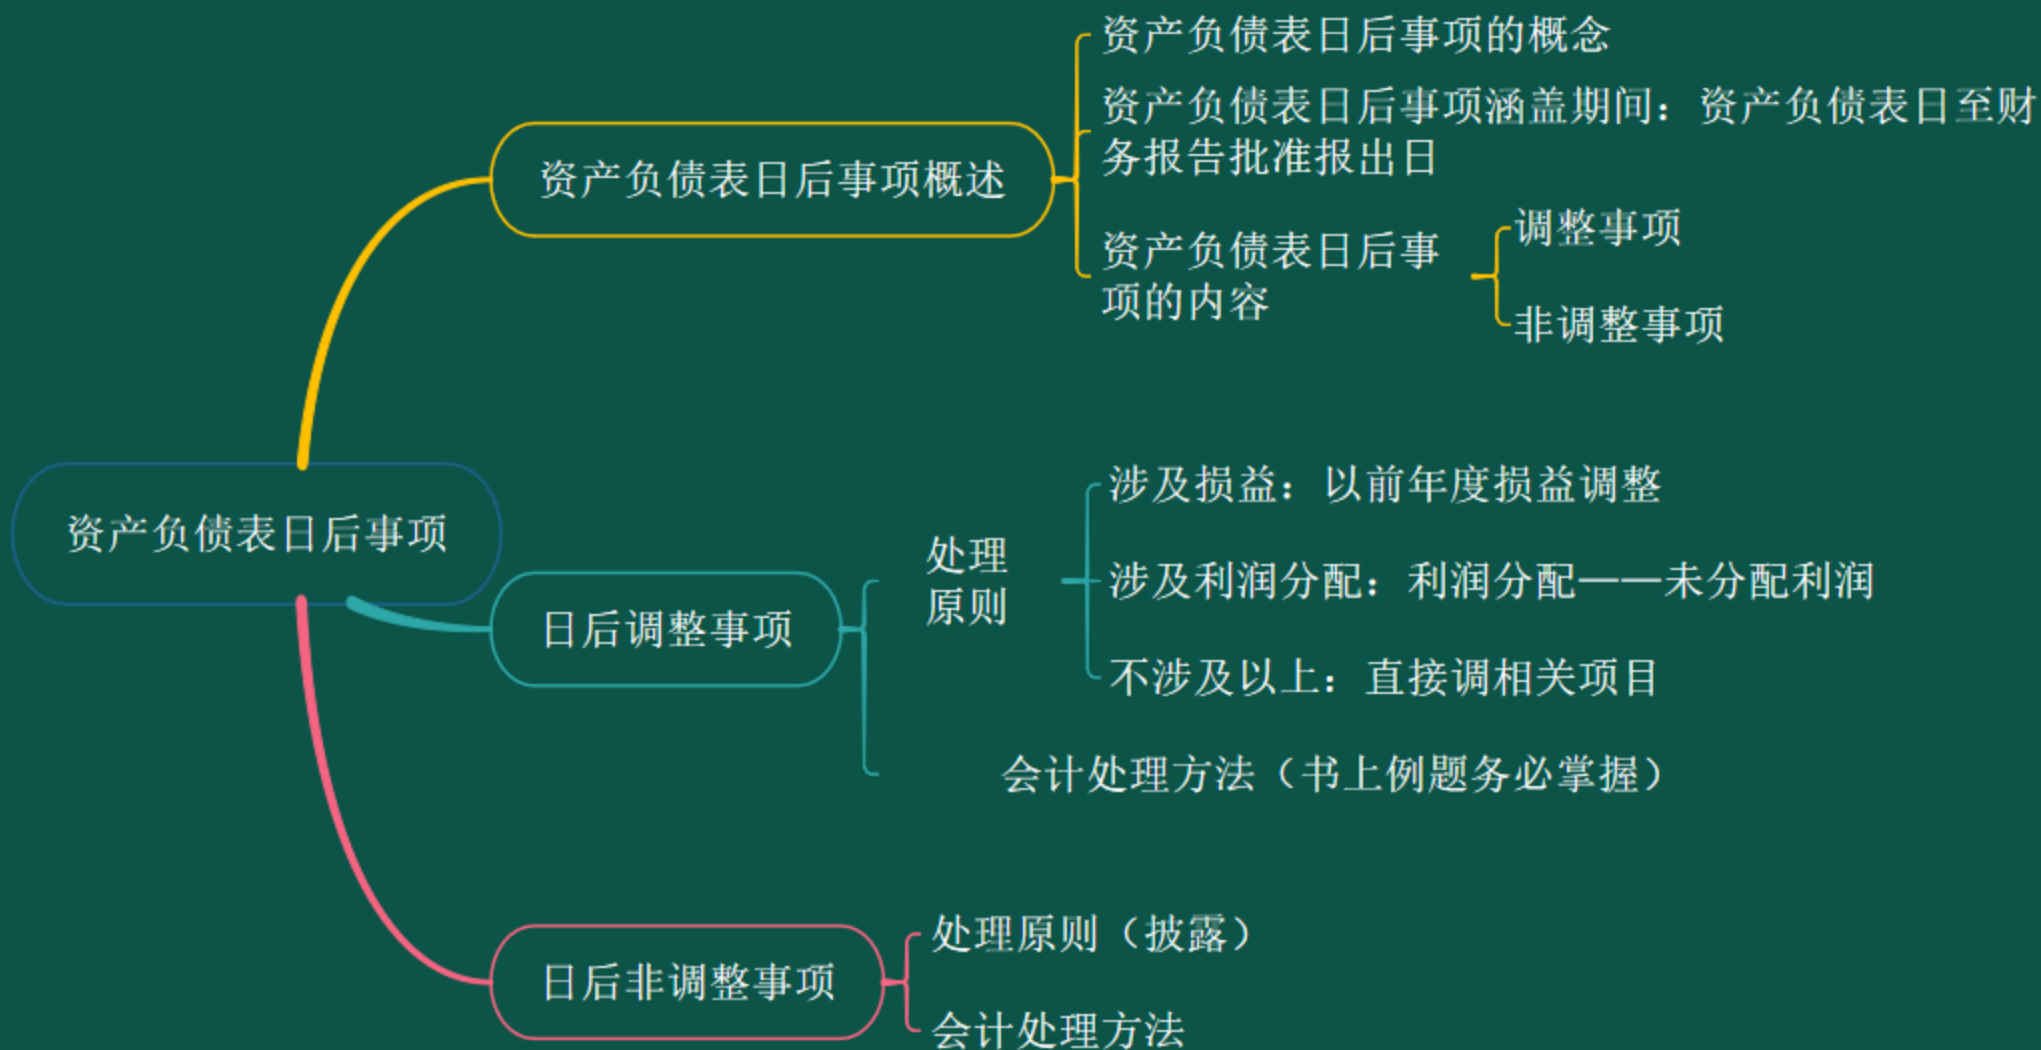 资产负债表日后事项的概念
资产负债表日后事项涵盖期间：资产负债表日至财
务报告批准报出日
资产负债表日后事项概述
资产负债表日后事
项的内容
调整事项
非调整事项
资产负债表日后事项
涉及损益：以前年度损益调整
处理
原则
涉及利润分配：利润分配——未分配利润
日后调整事项
不涉及以上：直接调相关项目
会计处理方法（书上例题务必掌握）
处理原则（披露）
日后非调整事项
会计处理方法